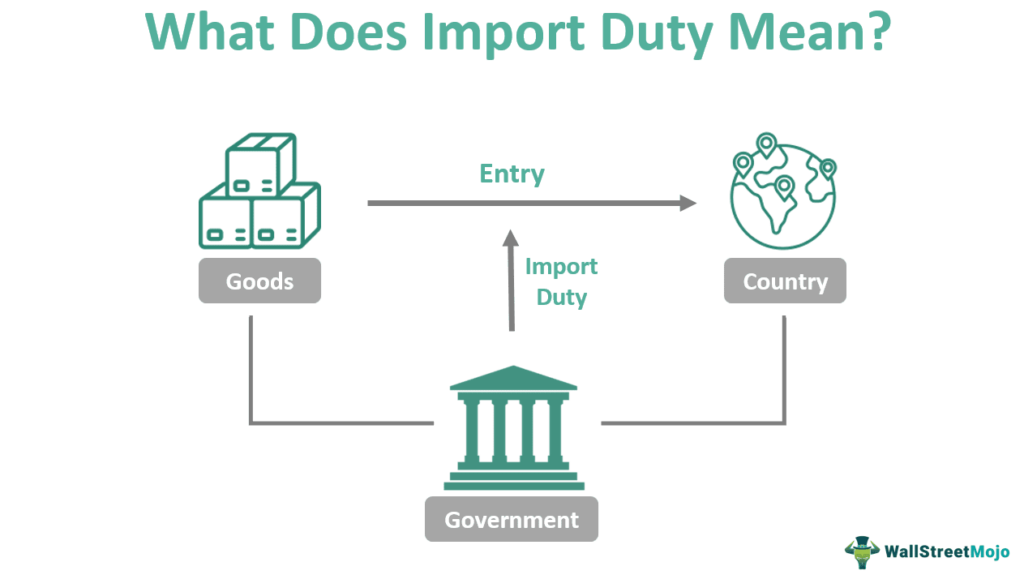 What Does Import Duty Mean?
Entry
Import
Duty
Goods
Country
Government
WallStreetMojo